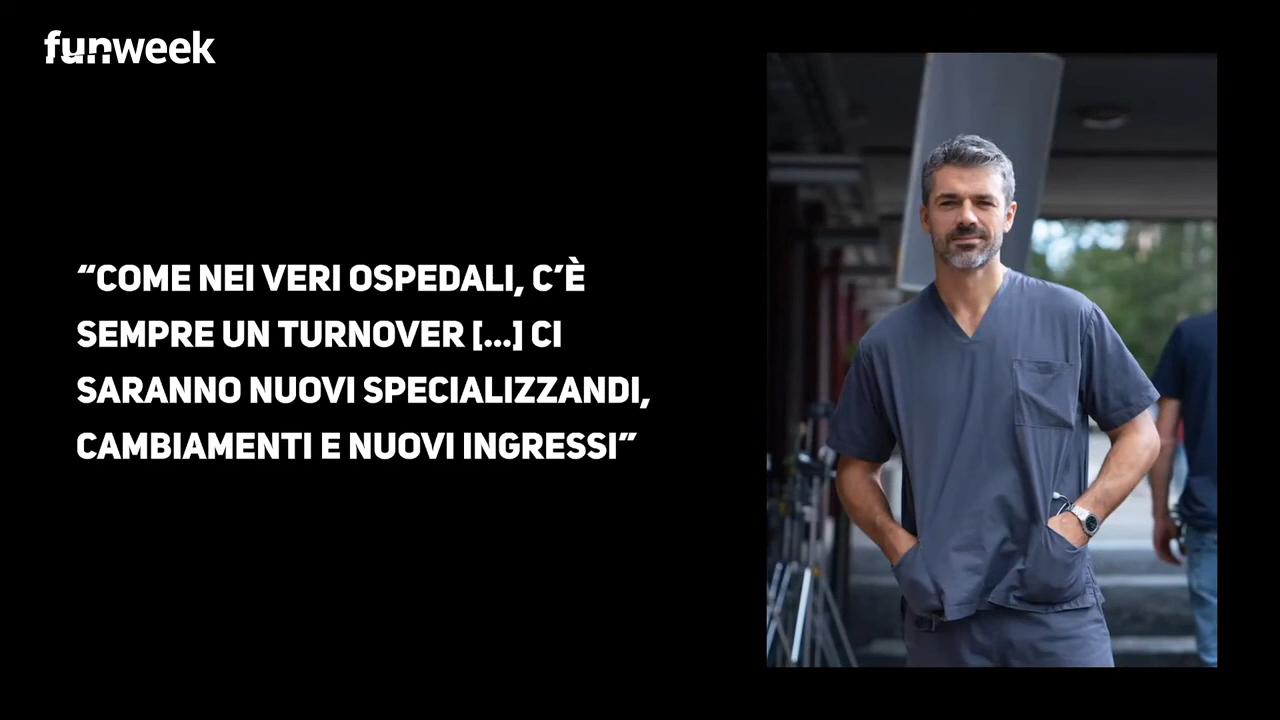 funweek
“COME NEI VERI OSPEDALI, C’È
SEMPRE UN TURNOVER [...] CI
SARANNO NUOVI SPECIALIZZANDI,
CAMBIAMENTI E NUOVI INGRESSI”